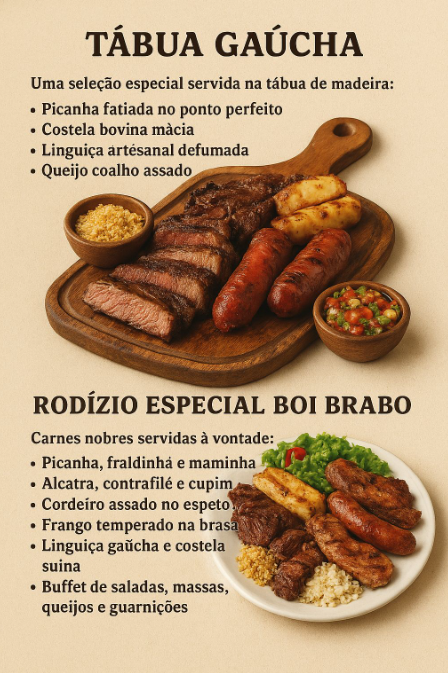 TÁBUA GAÚCHA
Uma seleção especial servida na tábua de madeira:
• Picanha fatiada no ponto perfeito
• Costela bovina màcia
• Linguiça artésanal defumada
• Queijo coalho assado
RODÍZIO ESPECIAL BOI BRABO
Carnes nobres servidas à vontade:
• Picanha, fraldinhá e maminha
• Alcatra, contrafilé e cupim
• Cordeiro assado no espeto
• Frango temperado na brasa
• Linguiça gaŭcha e costela
suina
• Buffet de saladas, massas,
queijos e guarnições